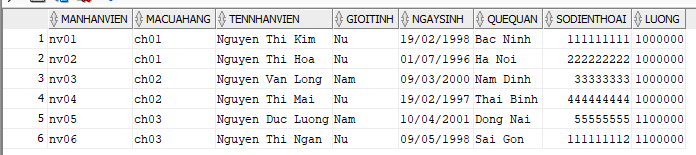 MANHANVIEN MACUAHANG TENNHANVIEN GIOITINH NGAYSINH QUEQUAN SODIENTHOAI LUONG
1 nv01 ch01 Nguyen Thi Kim Nu 19/02/1998 Bac Ninh 111111111 1000000
2 nv02 ch01 Nguyen Thi Hoa Nu 01/07/1996 Ha Noi 222222222 1000000
3 nv03 ch02 Nguyen Van Long Nam 09/03/2000 Nam Dinh 33333333 1000000
4 nv04 ch02 Nguyen Thi Mai Nu 19/02/1997 Thai Binh 444444444 1000000
5 nv05 ch03 Nguyen Duc Luong Nam 10/04/2001 Dong Nai 55555555 1100000
6 nv06 ch03 Nguyen Thi Ngan Nu 09/05/1998 Sai Gon 111111112 1100000